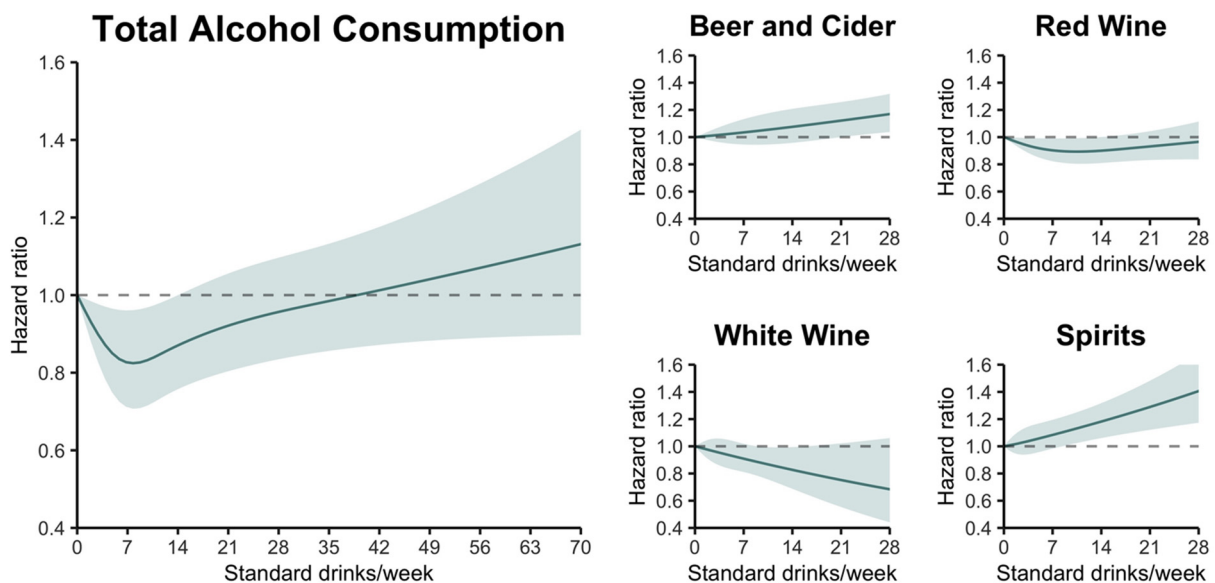 Total Alcohol Consumption
Hazard ratio
1.6
1.4
1.2
1.0
0.8
0.6
0.4
0 7 14 21 28 35 42 49 56 63 70
Standard drinks/week
Beer and Cider
Hazard ratio
1.6
1.4
1.2
1.0
0.8
0.6
0.4
0 7 14 21 28
Standard drinks/week
Red Wine
Hazard ratio
1.6
1.4
1.2
1.0
0.8
0.6
0.4
0 7 14 21 28
Standard drinks/week
White Wine
Hazard ratio
1.6
1.4
1.2
1.0
0.8
0.6
0.4
0 7 14 21 28
Standard drinks/week
Spirits
Hazard ratio
1.6
1.4
1.2
1.0
0.8
0.6
0.4
0 7 14 21 28
Standard drinks/week